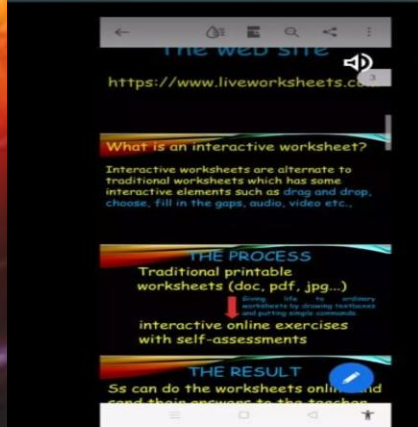 The web site
3
https://www.liveworksheets.co
What is an interactive worksheet?
Interactive worksheets are alternate to
traditional worksheets which has some
interactive elements such as drag and drop,
choose, fill in the gaps, audio, video etc.,
THE PROCESS
Traditional printable
worksheets (doc, pdf, jpg...)
Giving life to ordinary
worksheets by drawing textboxes
and putting simple commands.
interactive online exercises
with self-assessments
THE RESULT
Ss can do the worksheets onlin nd
send their answers to the teacher